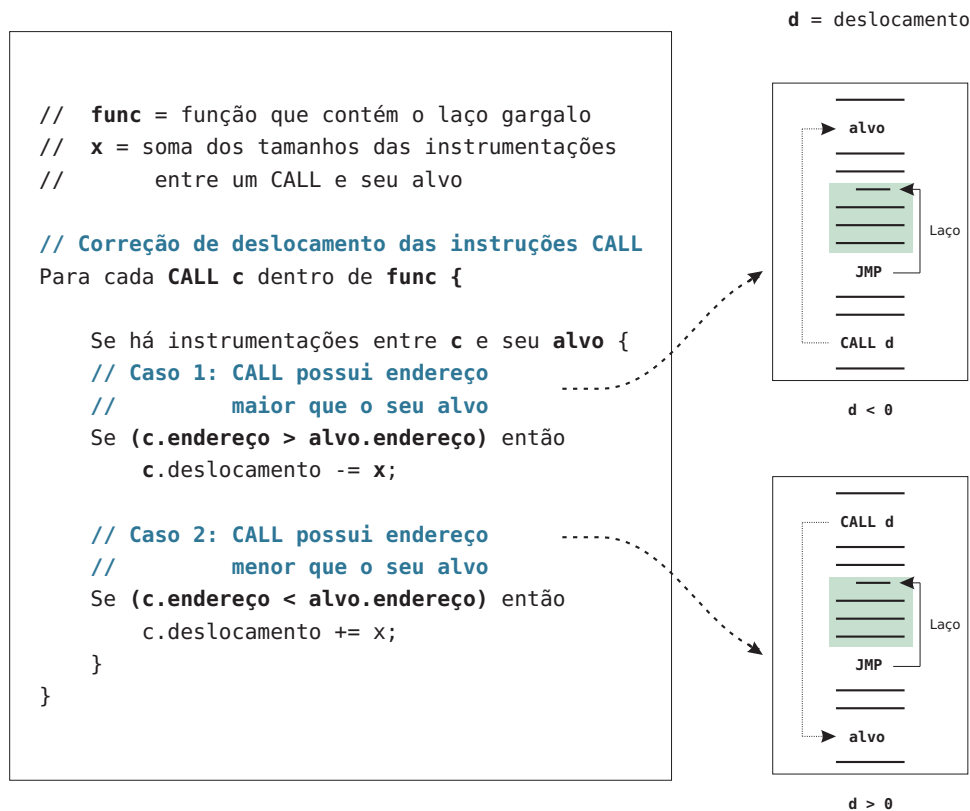 d = deslocamento
// func = função que contém o laço gargalo
// x = soma dos tamanhos das instrumentações
// entre um CALL e seu alvo
// Correção de deslocamento das instruções CALL
Para cada CALL c dentro de func {
Se há instrumentações entre c e seu alvo {
// Caso 1: CALL possui endereço
// maior que o seu alvo
Se (c.endereço > alvo.endereço) então
c.deslocamento -= x;
// Caso 2: CALL possui endereço
// menor que o seu alvo
Se (c.endereço < alvo.endereço) então
c.deslocamento += x;
}
}
alvo
Laço
JMP
CALL d
d < 0
CALL d
Laço
JMP
alvo
d > 0